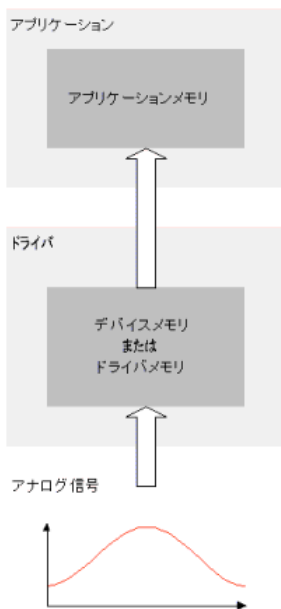 アプリケーション
アプリケーションメモリ
ドライバ
デバイスメモリ
または
ドライバメモリ
アナログ信号